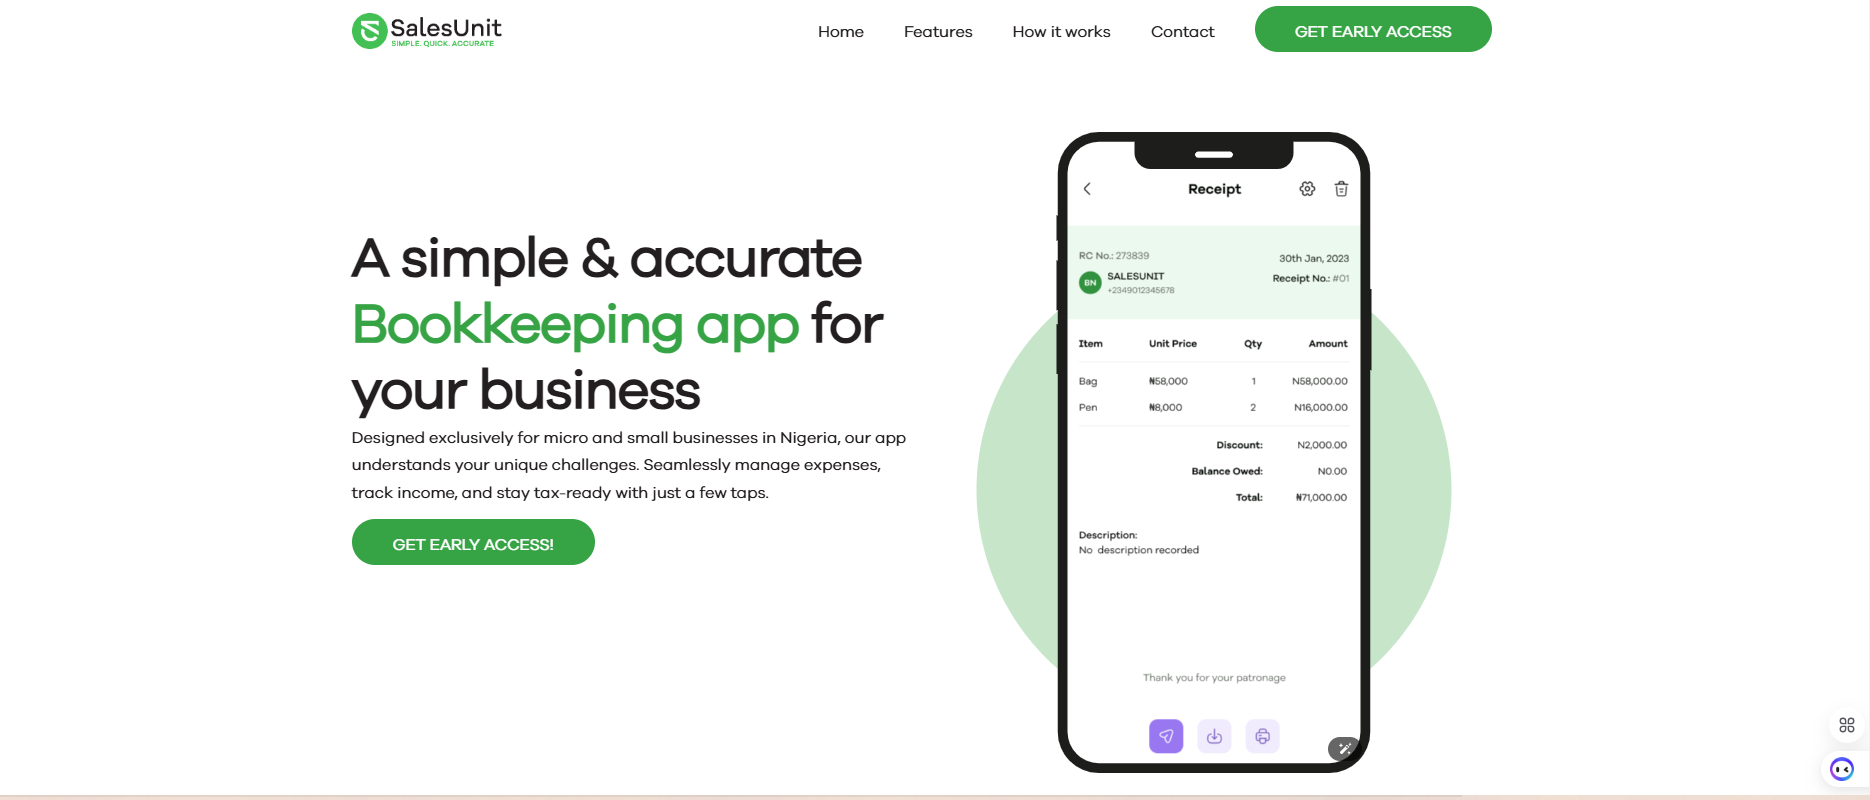 SalesUnit
SIMPLE. QUICK. ACCURATE
Home Features How it works Contact GET EARLY ACCESS
A simple & accurate
Bookkeeping app for
your business
Designed exclusively for micro and small businesses in Nigeria, our app
understands your unique challenges. Seamlessly manage expenses,
track income, and stay tax-ready with just a few taps.
GET EARLY ACCESS!
Receipt
RC No.: 273839
30th Jan, 2023
BN
SALESUNIT
+2349012345678
Receipt No.: #01
Item Unit Price Qty Amount
Bag ₦58,000 1 N58,000.00
Pen ₦8,000 2 N16,000.00
Discount: N2,000.00
Balance Owed: N0.00
Total: ₦71,000.00
Description:
No description recorded
Thank you for your patronage